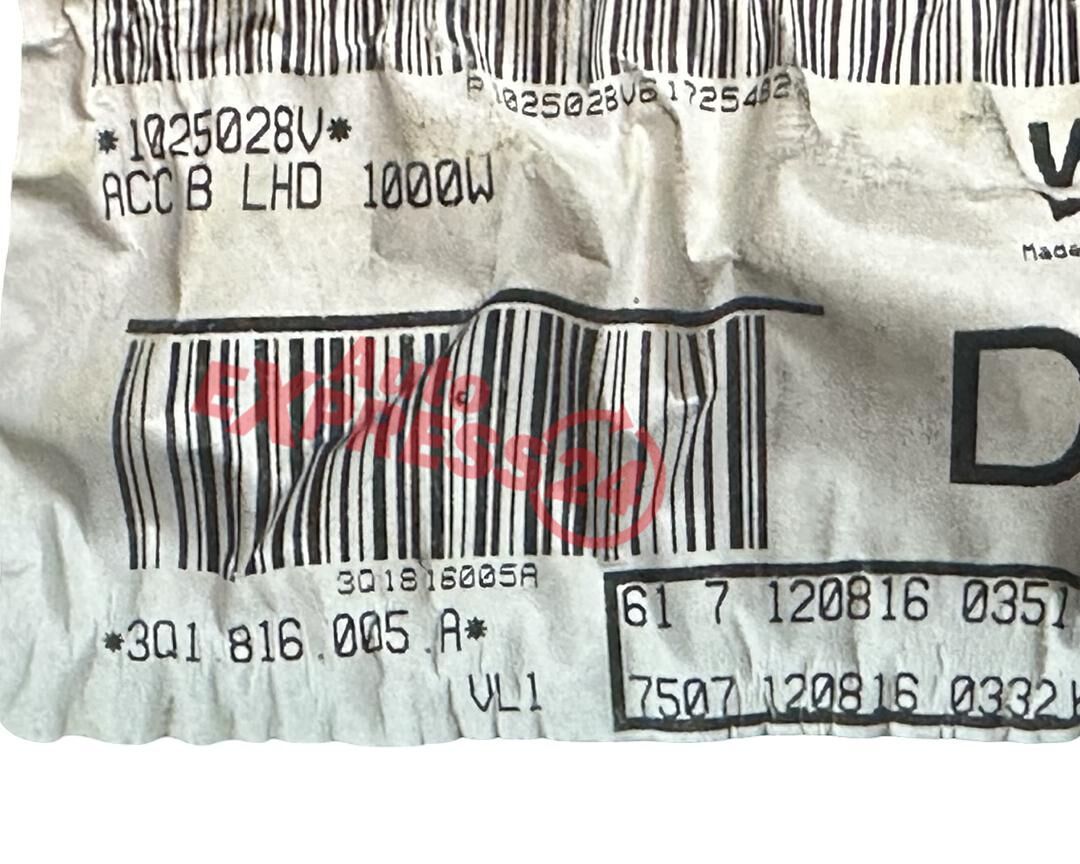 P 1025028V6 1725482
*1025028V*
ACC B LHD 1000W
Made
D
Auto
EXPRESS24
3Q1816005A
*3Q1.816.005.A*
VL1
61 7 120816 0351
7507 120816 0332